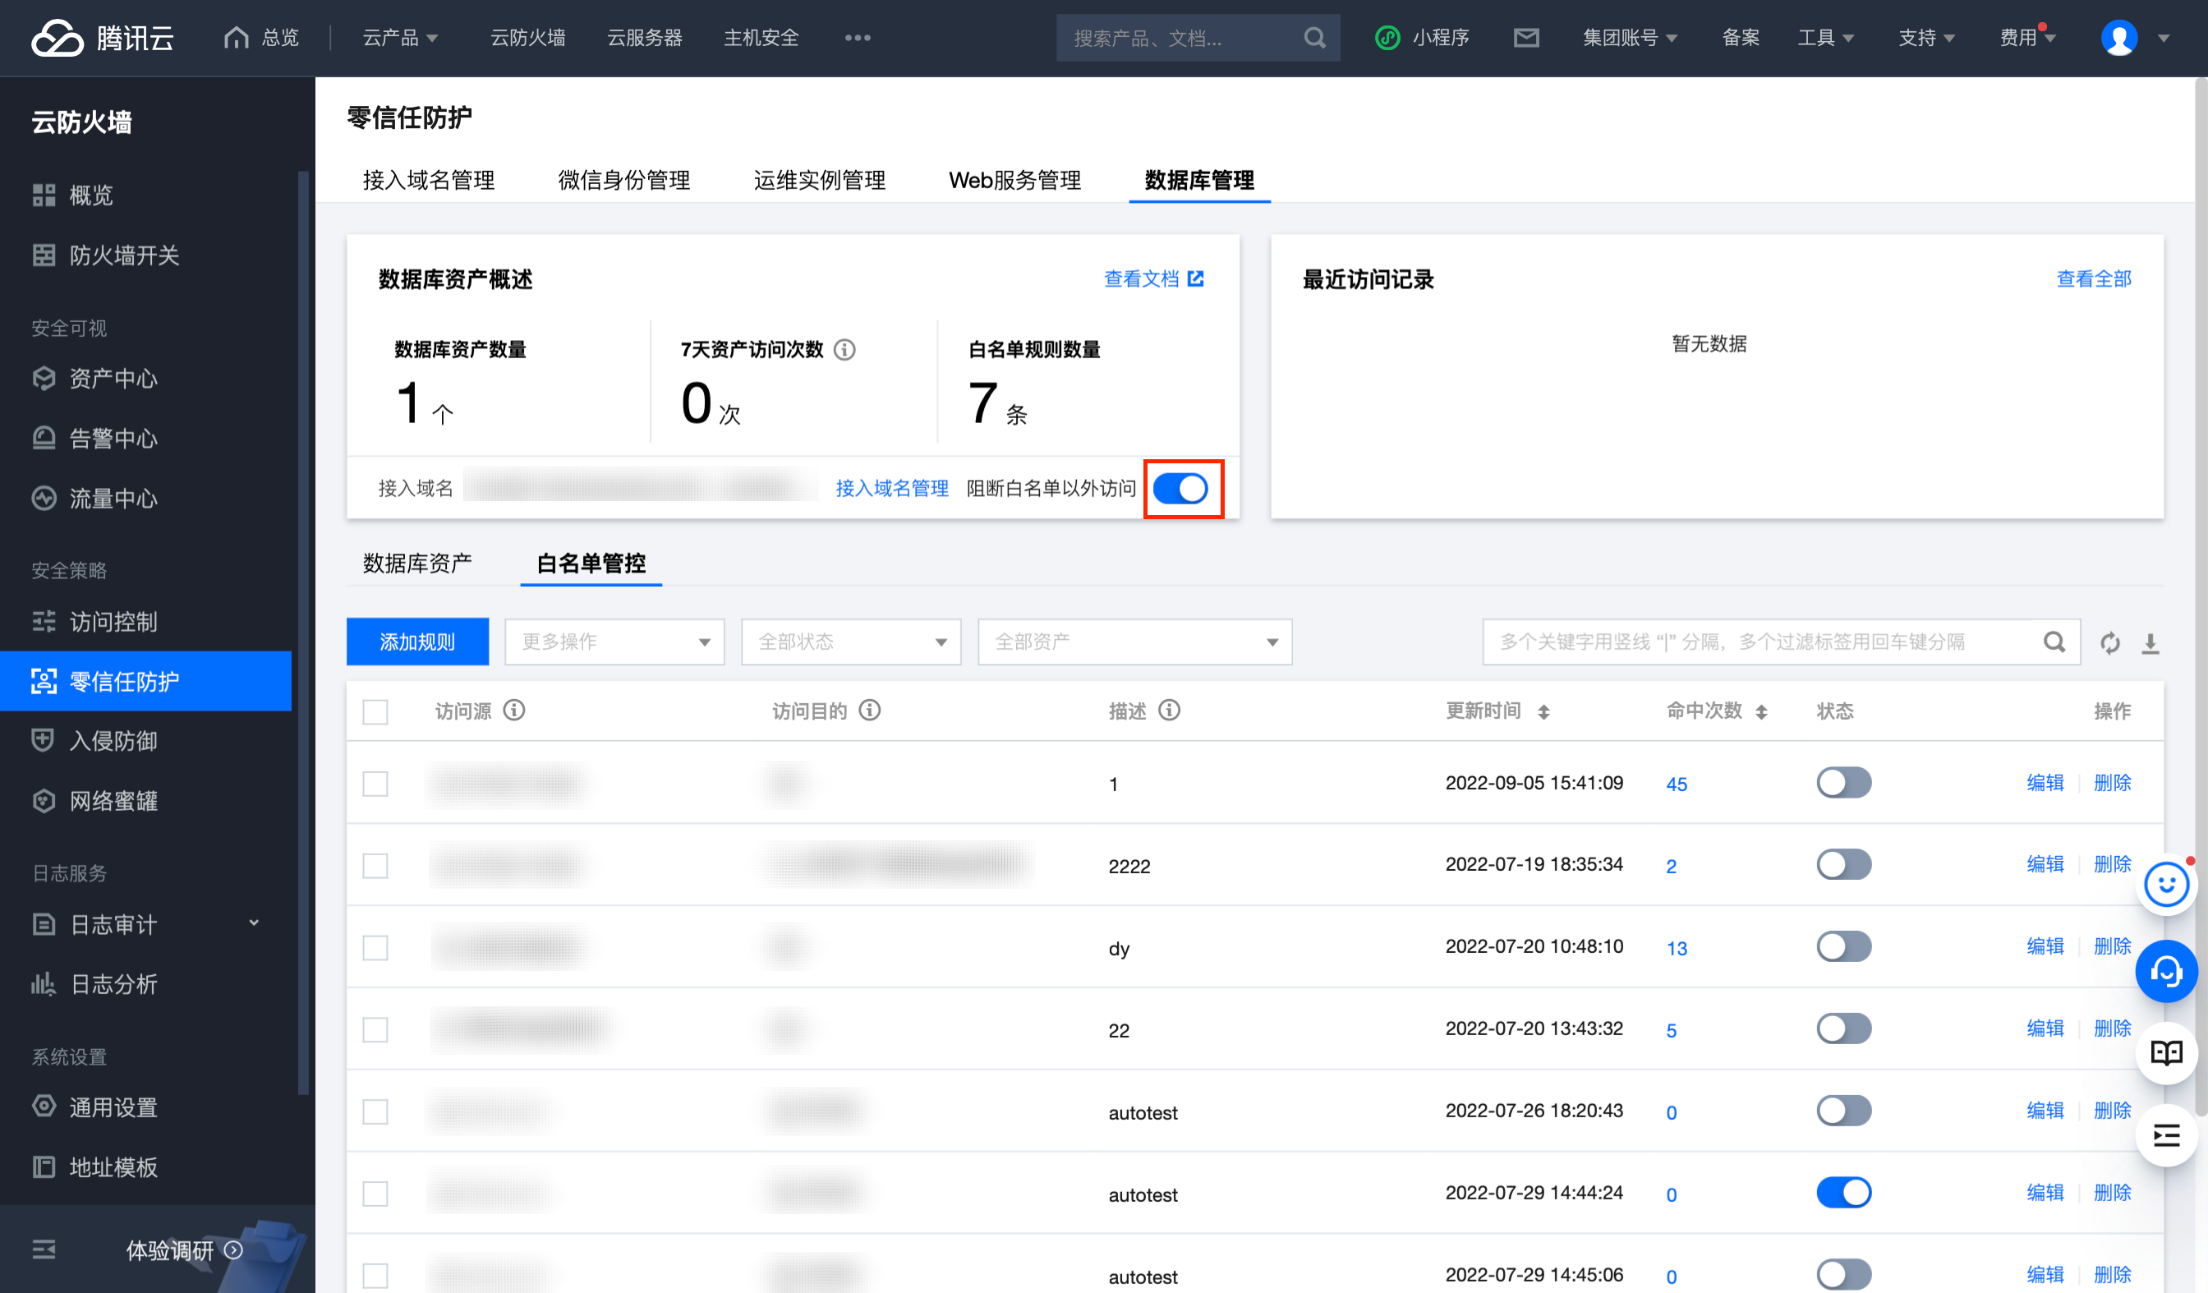 腾讯云 总览 云产品 云防火墙 云服务器 主机安全 ••• 搜索产品、文档... 小程序 集团账号 备案 工具 支持 费用
云防火墙
概览
防火墙开关
安全可视
资产中心
告警中心
流量中心
安全策略
访问控制
零信任防护
入侵防御
网络蜜罐
日志服务
日志审计
日志分析
系统设置
通用设置
地址模板
体验调研
零信任防护
接入域名管理 微信身份管理 运维实例管理 Web服务管理 数据库管理
数据库资产概述 查看文档
数据库资产数量 7天资产访问次数 白名单规则数量
1 个 0 次 7 条
接入域名 接入域名管理 阻断白名单以外访问
最近访问记录 查看全部
暂无数据
数据库资产 白名单管控
添加规则 更多操作 全部状态 全部资产 多个关键字用竖线 “|” 分隔，多个过滤标签用回车键分隔
访问源 访问目的 描述 更新时间 命中次数 状态 操作
1 2022-09-05 15:41:09 45 编辑 删除
2222 2022-07-19 18:35:34 2 编辑 删除
dy 2022-07-20 10:48:10 13 编辑 删除
22 2022-07-20 13:43:32 5 编辑 删除
autotest 2022-07-26 18:20:43 0 编辑 删除
autotest 2022-07-29 14:44:24 0 编辑 删除
autotest 2022-07-29 14:45:06 0 编辑 删除